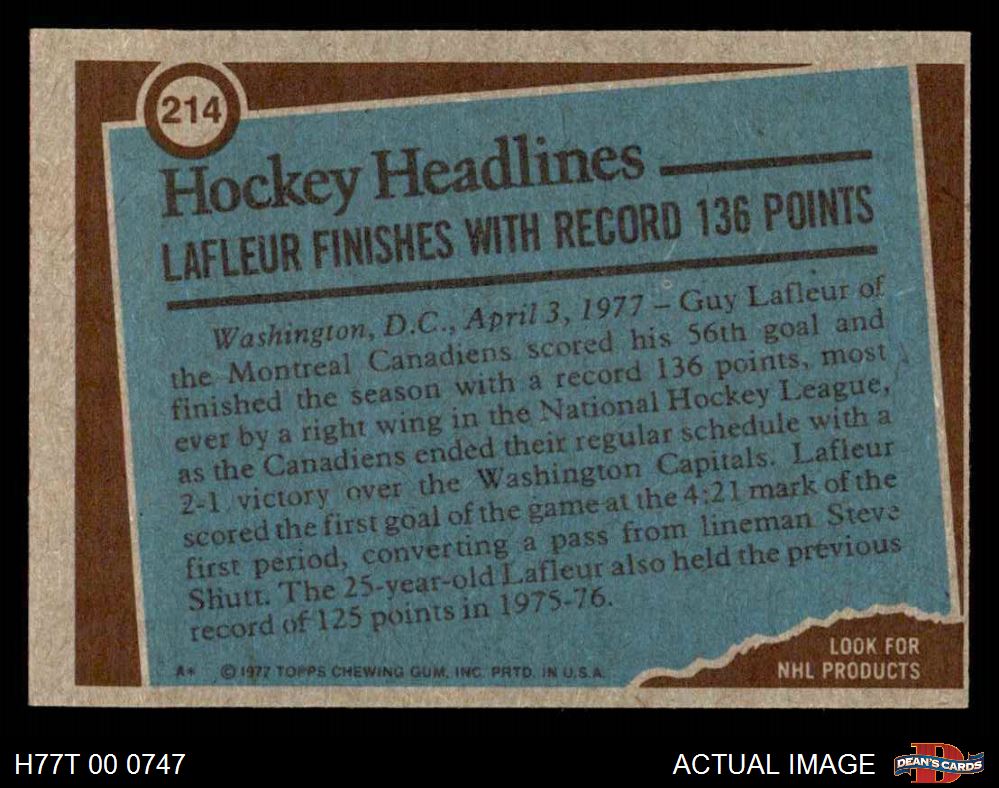 214
Hockey Headlines
LAFLEUR FINISHES WITH RECORD 136 POINTS
Washington, D.C., April 3, 1977 – Guy Lafleur of
the Montreal Canadiens scored his 56th goal and
finished the season with a record 136 points, most
ever by a right wing in the National Hockey League,
as the Canadiens ended their regular schedule with a
2-1 victory over the Washington Capitals. Lafleur
scored the first goal of the game at the 4:21 mark of the
first period, converting a pass from lineman Steve
Shutt. The 25-year-old Lafleur also held the previous
record of 125 points in 1975-76.
A* © 1977 TOPPS CHEWING GUM, INC. PRTD. IN U.S.A.
LOOK FOR
NHL PRODUCTS
H77T 00 0747
ACTUAL IMAGE
D
DEAN'S CARDS